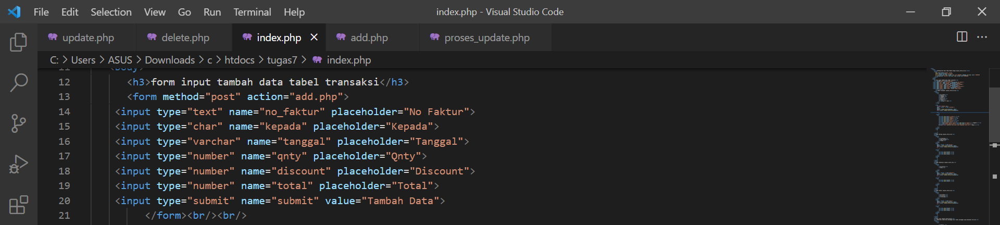 File Edit Selection View Go Run Terminal Help index.php - Visual Studio Code
update.php delete.php index.php add.php proses_update.php
C: > Users > ASUS > Downloads > c > htdocs > tugas7 > index.php
11 <body>
12 <h3>form input tambah data tabel transaksi</h3>
13 <form method="post" action="add.php">
14 <input type="text" name="no_faktur" placeholder="No Faktur">
15 <input type="char" name="kepada" placeholder="Kepada">
16 <input type="varchar" name="tanggal" placeholder="Tanggal">
17 <input type="number" name="qnty" placeholder="Qnty">
18 <input type="number" name="discount" placeholder="Discount">
19 <input type="number" name="total" placeholder="Total">
20 <input type="submit" name="submit" value="Tambah Data">
21 </form><br/><br/>